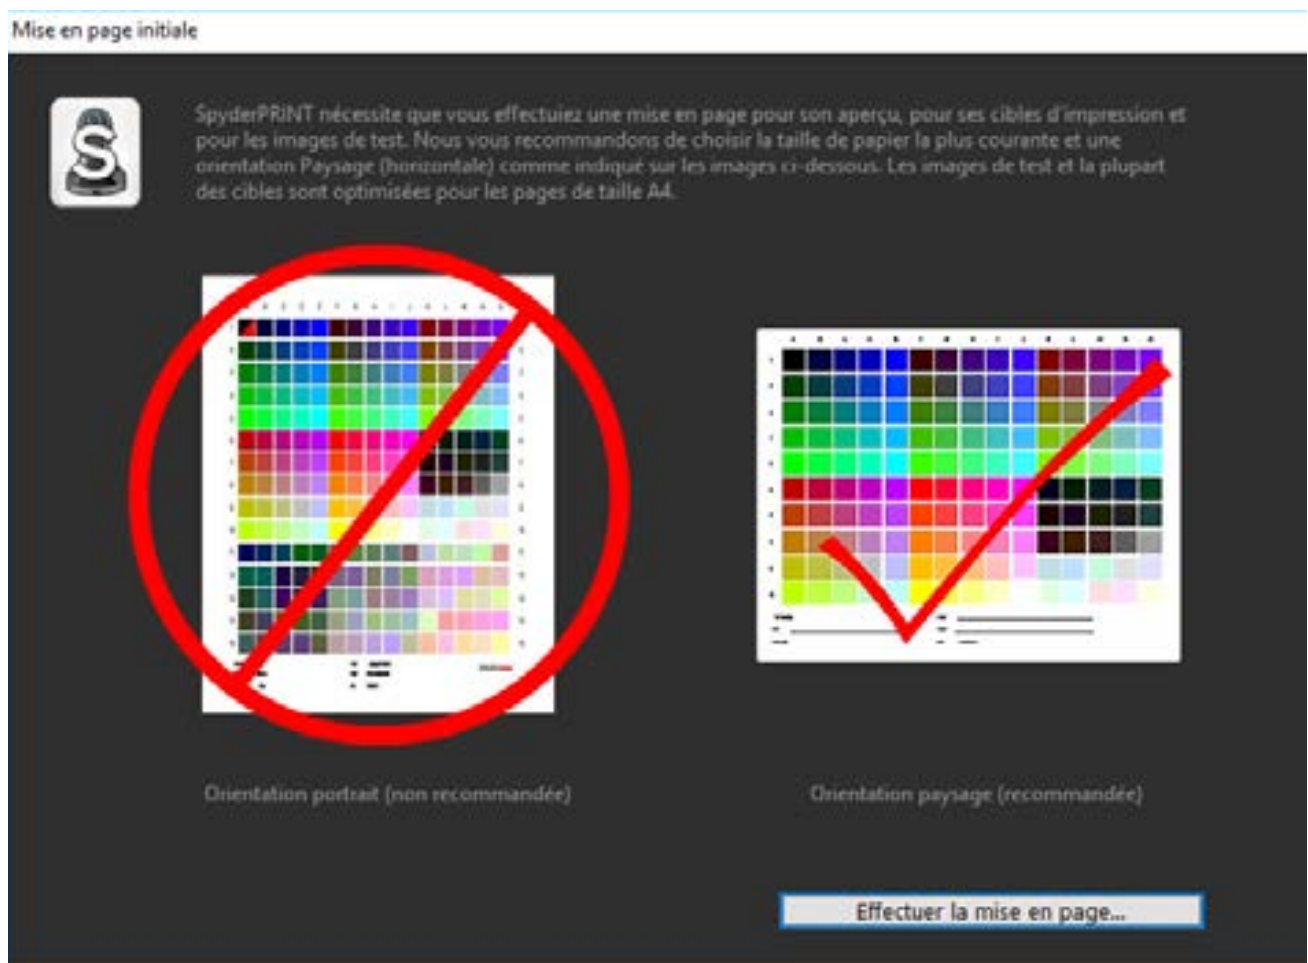 Mise en page initiale
S
SpyderPRINT nécessite que vous effectuiez une mise en page pour son aperçu, pour ses cibles d'impression et
pour les images de test. Nous vous recommandons de choisir la taille de papier la plus courante et une
orientation Paysage (horizontale) comme indiqué sur les images ci-dessous. Les images de test et la plupart
des cibles sont optimisées pour les pages de taille A4.
Orientation portrait (non recommandée)
Orientation paysage (recommandée)
Effectuer la mise en page...